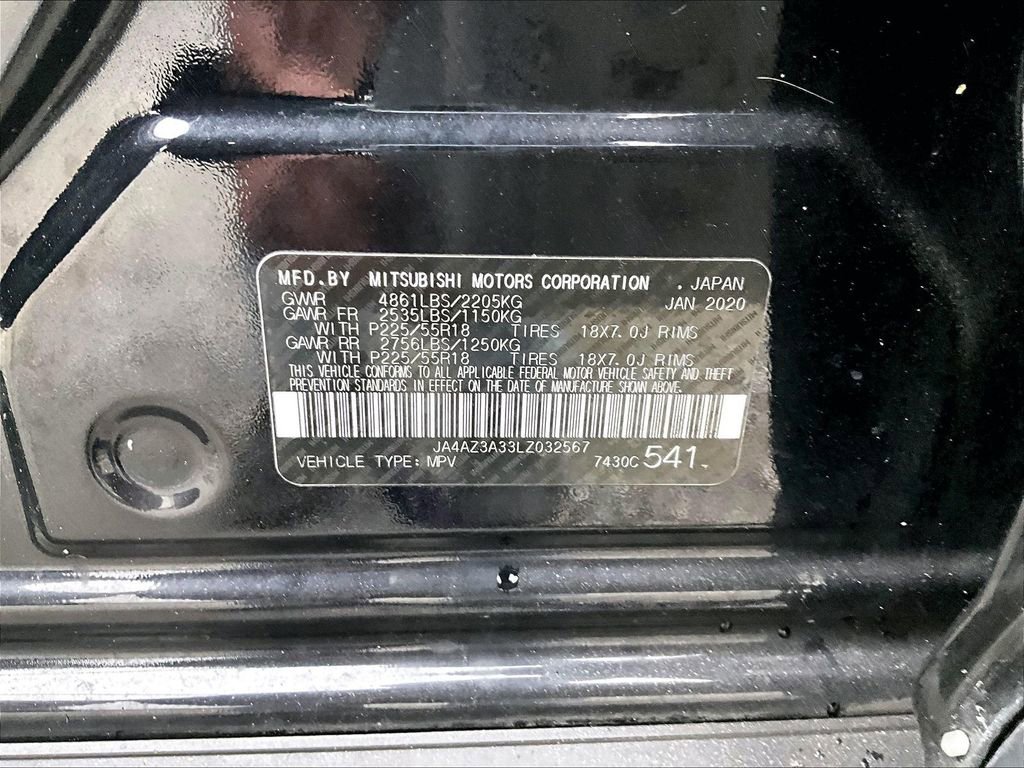 MFD.BY MITSUBISHI MOTORS CORPORATION . JAPAN
GVWR 4861LBS/2205KG JAN 2020
GAWR FR 2535LBS/1150KG
WITH P225/55R18 TIRES 18X7.0J RIMS
GAWR RR 2756LBS/1250KG
WITH P225/55R18 TIRES 18X7.0J RIMS
THIS VEHICLE CONFORMS TO ALL APPLICABLE FEDERAL MOTOR VEHICLE SAFETY AND THEFT
PREVENTION STANDARDS IN EFFECT ON THE DATE OF MANUFACTURE SHOWN ABOVE.
JA4AZ3A33LZ032567
VEHICLE TYPE: MPV 7430C 541